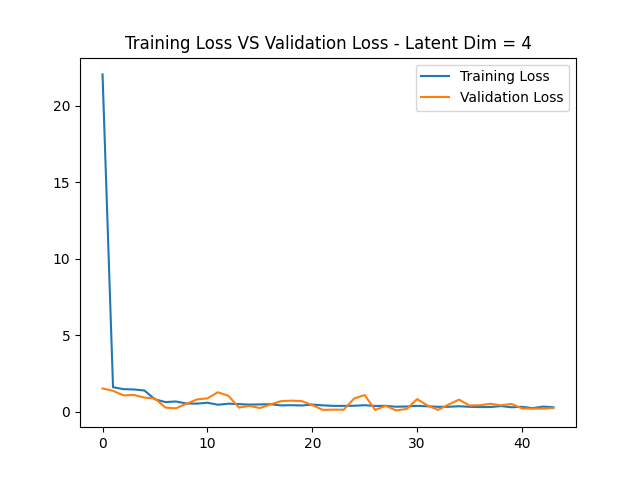 Training Loss VS Validation Loss - Latent Dim = 4
Training Loss
Validation Loss
20
15
10
5
0
0 10 20 30 40